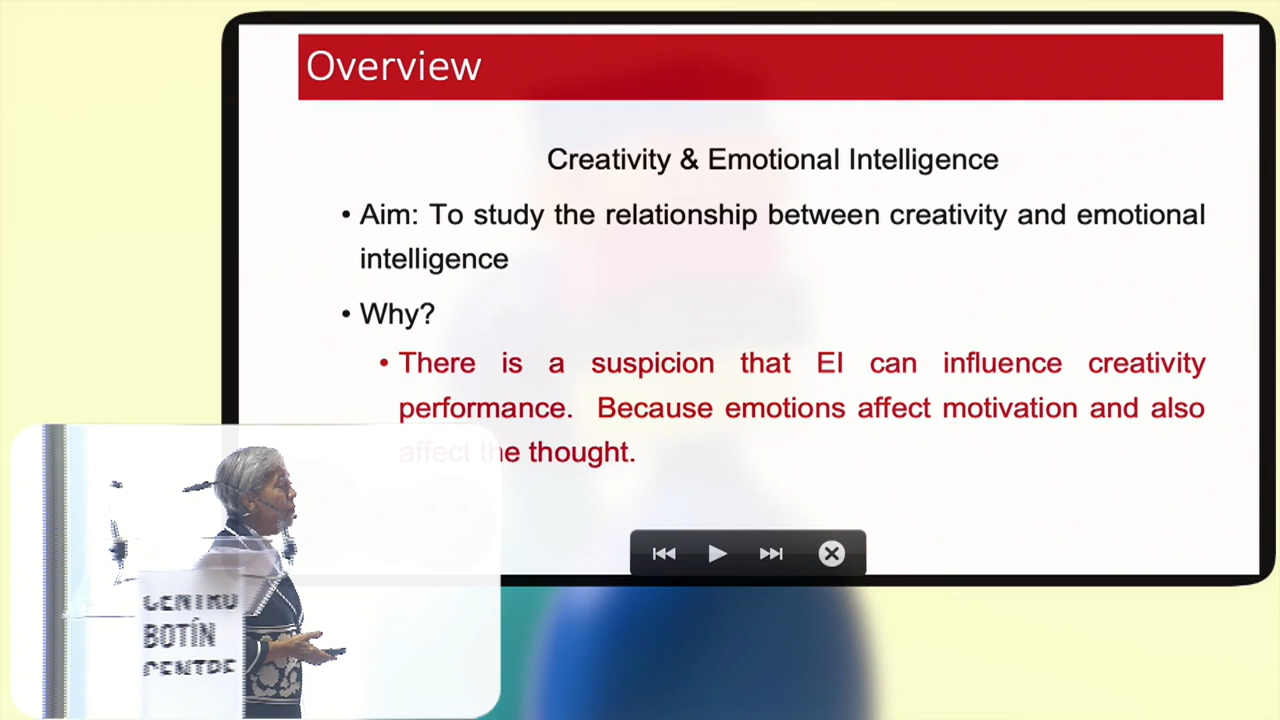 Overview
Creativity & Emotional Intelligence
• Aim: To study the relationship between creativity and emotional
intelligence
• Why?
• There is a suspicion that EI can influence creativity
performance. Because emotions affect motivation and also
affect the thought.
CENTRO
BOTÍN
CENTRE